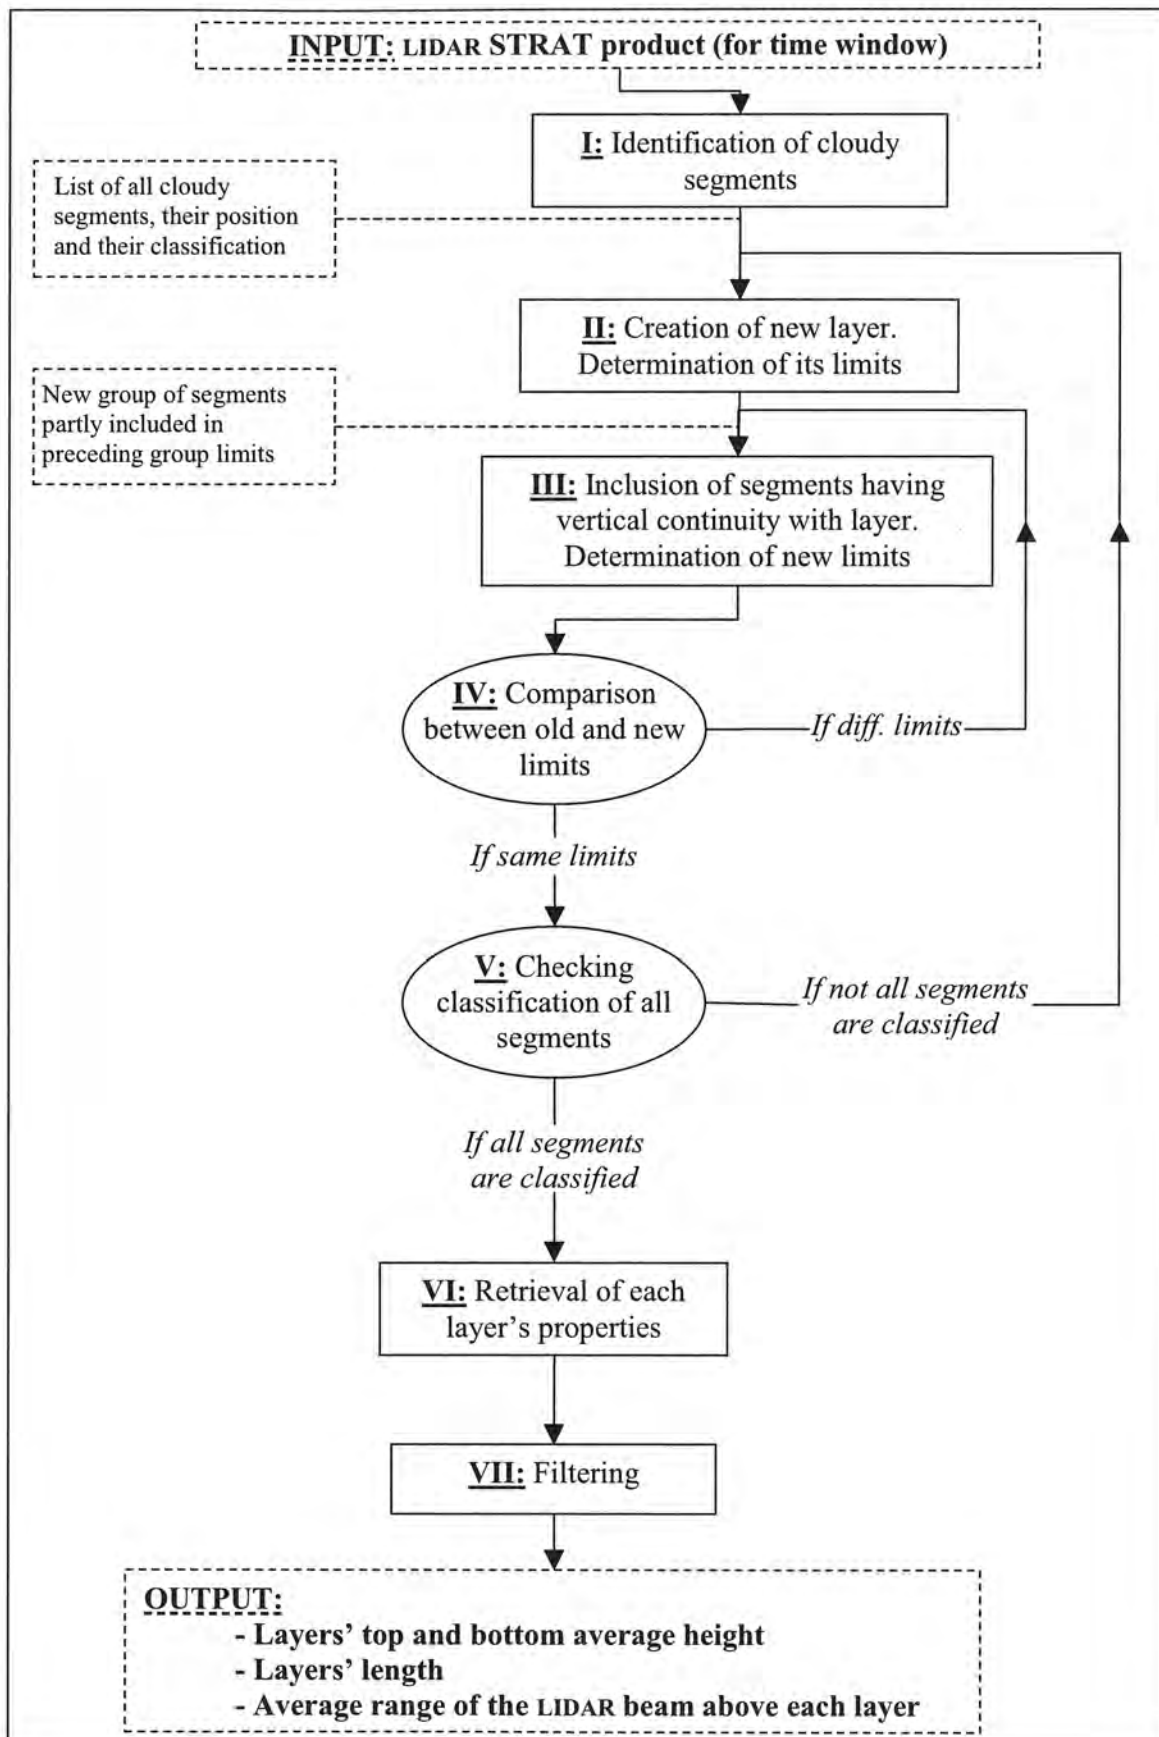 INPUT: LIDAR STRAT product (for time window)
I: Identification of cloudy
segments
List of all cloudy
segments, their position
and their classification
II: Creation of new layer.
Determination of its limits
New group of segments
partly included in
preceding group limits
III: Inclusion of segments having
vertical continuity with layer.
Determination of new limits
IV: Comparison
between old and new
limits
If diff. limits
If same limits
V: Checking
classification of all
segments
If not all segments
are classified
If all segments
are classified
VI: Retrieval of each
layer’s properties
VII: Filtering
OUTPUT:
- Layers’ top and bottom average height
- Layers’ length
- Average range of the LIDAR beam above each layer